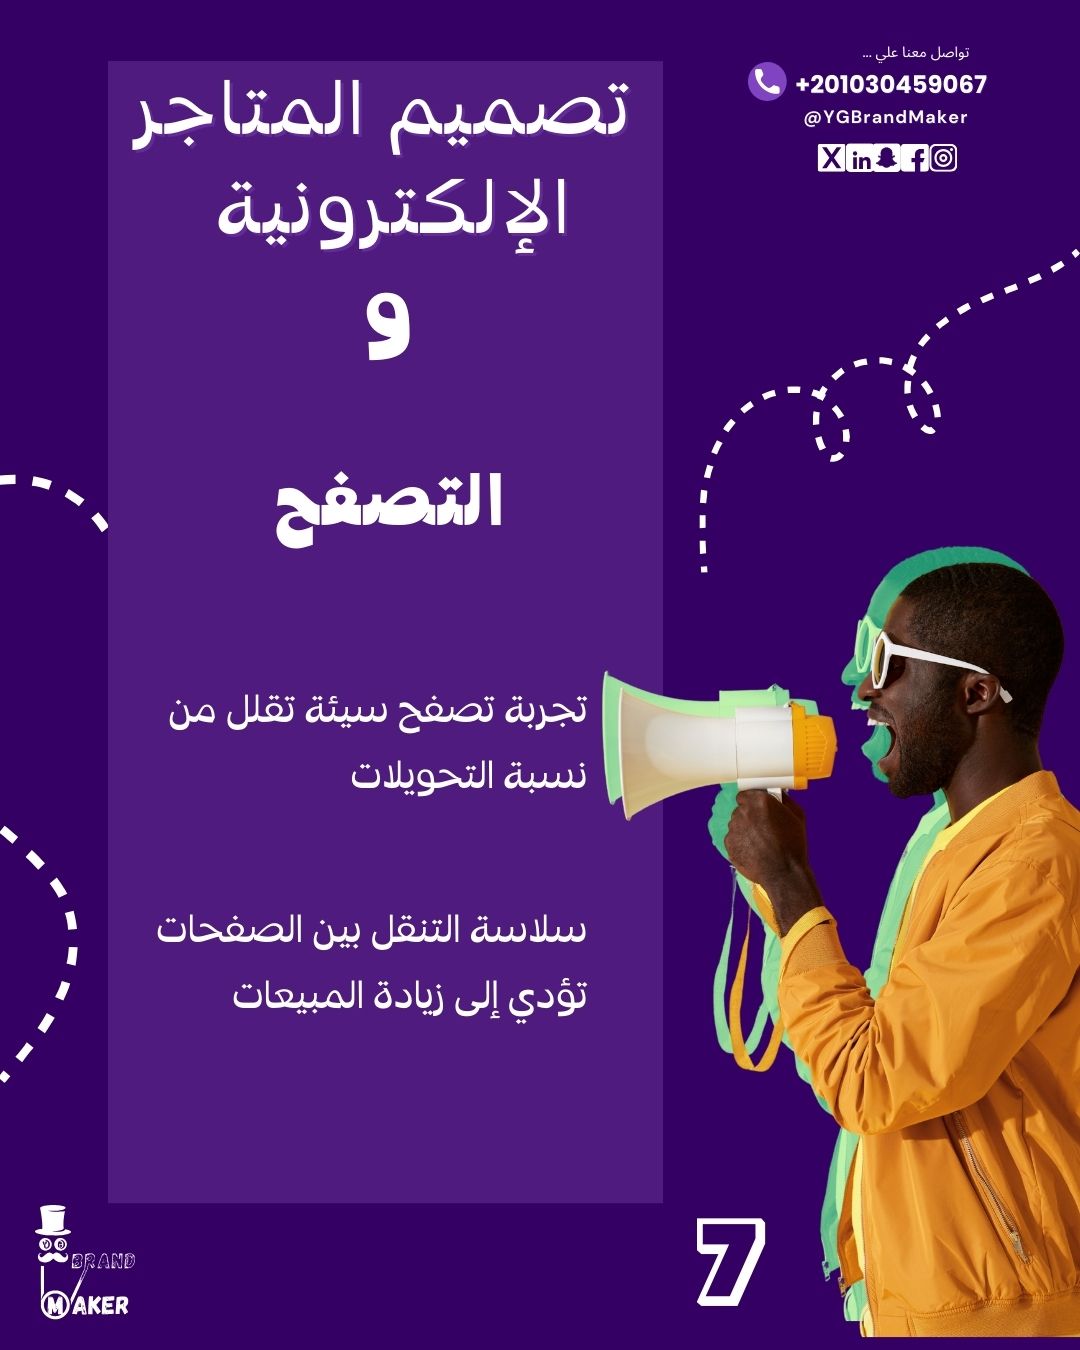 تواصل معنا علي ...
+201030459067
@YGBrandMaker
تصميم المتاجر
الإلكترونية
و
التصفح
تجربة تصفح سيئة تقلل من
نسبة التحويلات
سلاسة التنقل بين الصفحات
تؤدي إلى زيادة المبيعات
7
YG
BRAND
MAKER